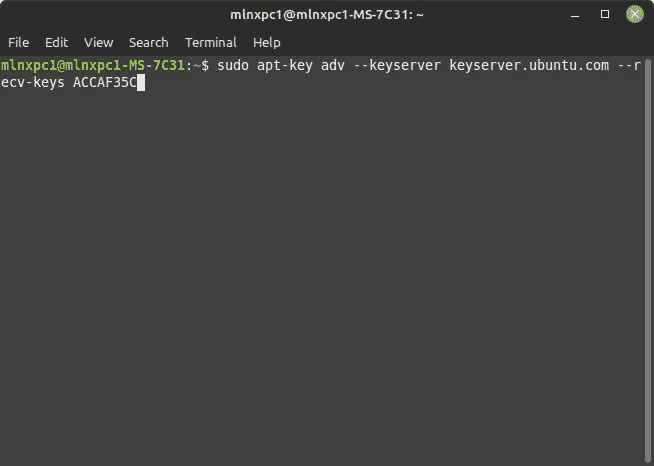 mlnxpc1@mlnxpc1-MS-7C31: ~
File Edit View Search Terminal Help
mlnxpc1@mlnxpc1-MS-7C31:~$ sudo apt-key adv --keyserver keyserver.ubuntu.com --r
ecv-keys ACCAF35C